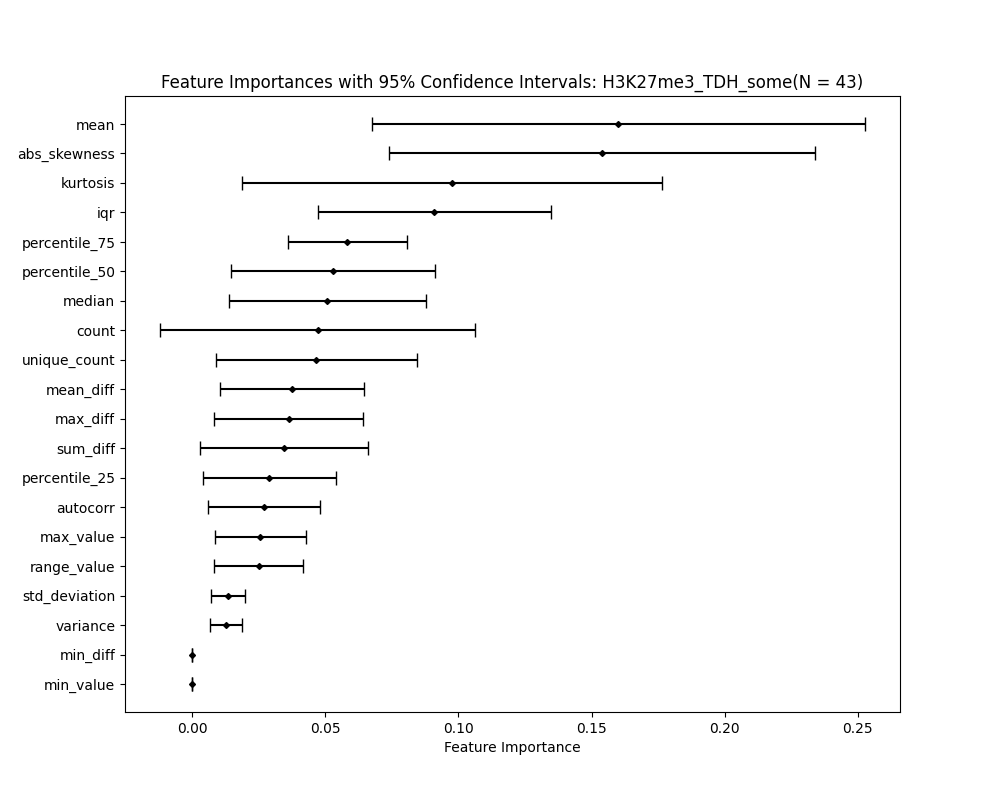 Feature Importances with 95% Confidence Intervals: H3K27me3_TDH_some(N = 43)
mean
abs_skewness
kurtosis
iqr
percentile_75
percentile_50
median
count
unique_count
mean_diff
max_diff
sum_diff
percentile_25
autocorr
max_value
range_value
std_deviation
variance
min_diff
min_value
0.00 0.05 0.10 0.15 0.20 0.25
Feature Importance